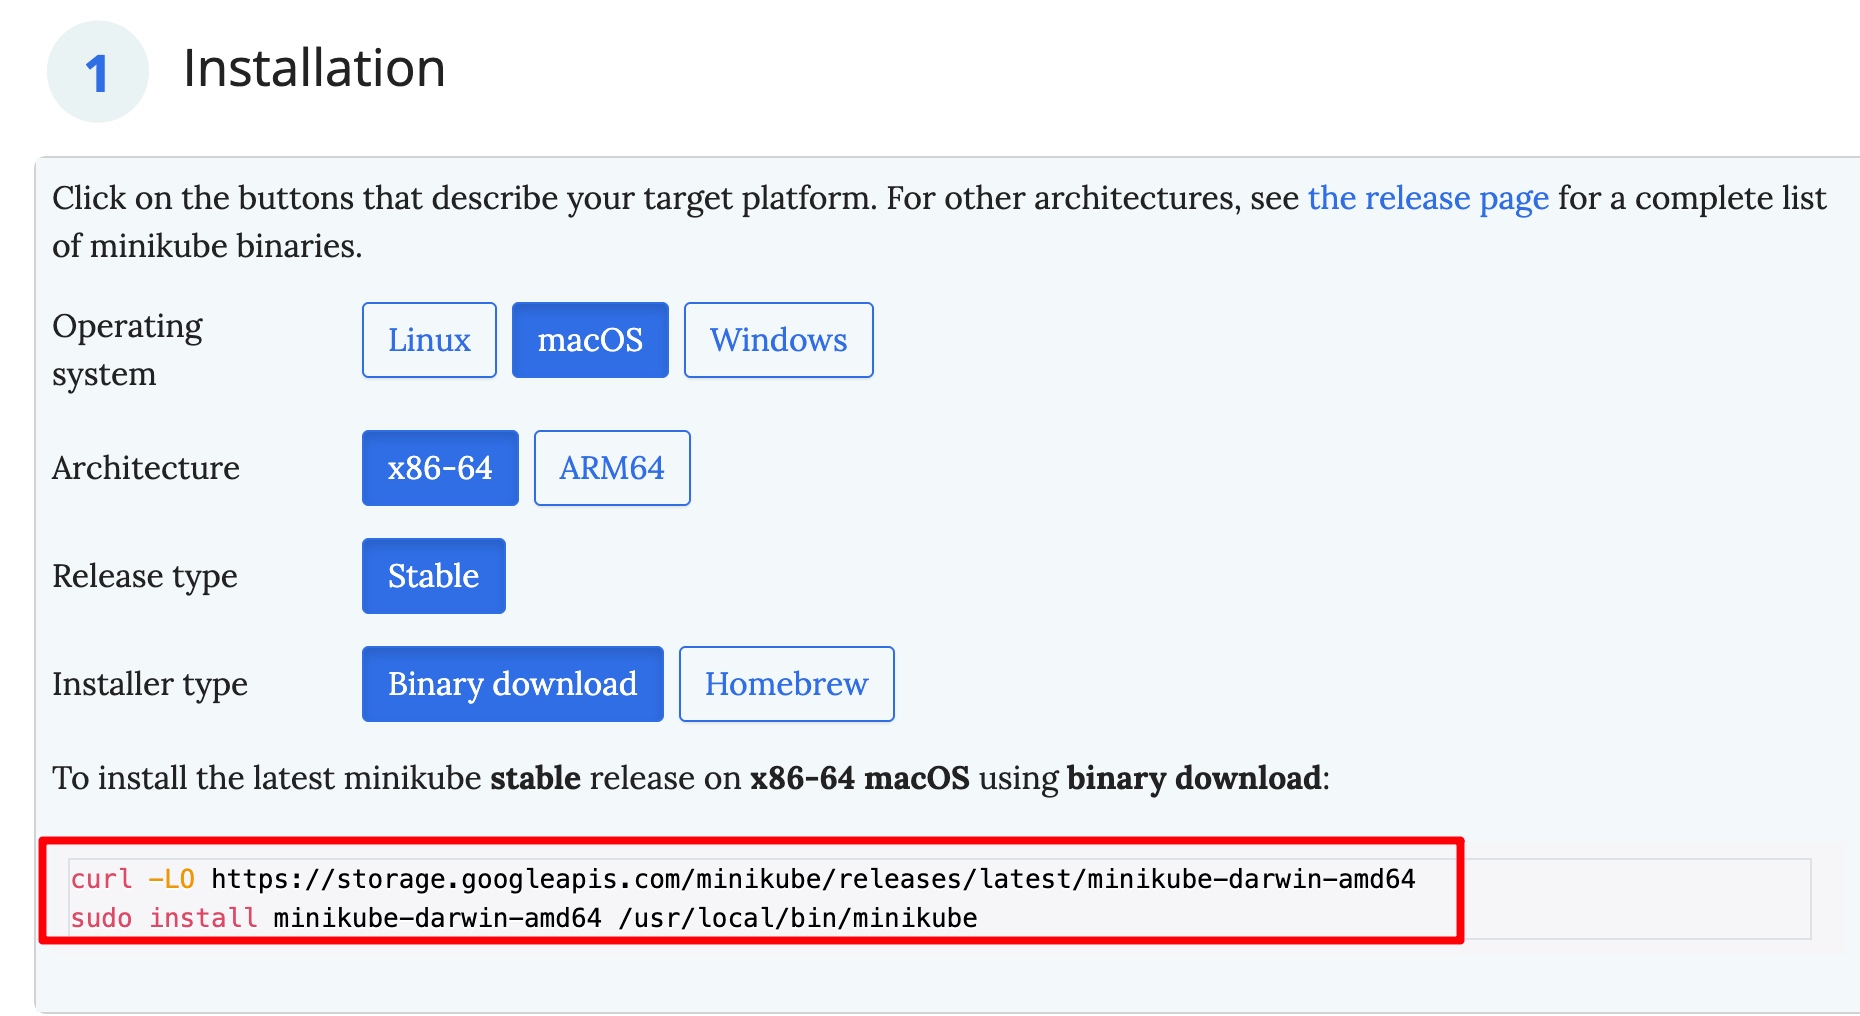 1 Installation
Click on the buttons that describe your target platform. For other architectures, see the release page for a complete list
of minikube binaries.
Operating
system
Linux macOS Windows
Architecture x86-64 ARM64
Release type Stable
Installer type Binary download Homebrew
To install the latest minikube stable release on x86-64 macOS using binary download:
curl -LO https://storage.googleapis.com/minikube/releases/latest/minikube-darwin-amd64
sudo install minikube-darwin-amd64 /usr/local/bin/minikube